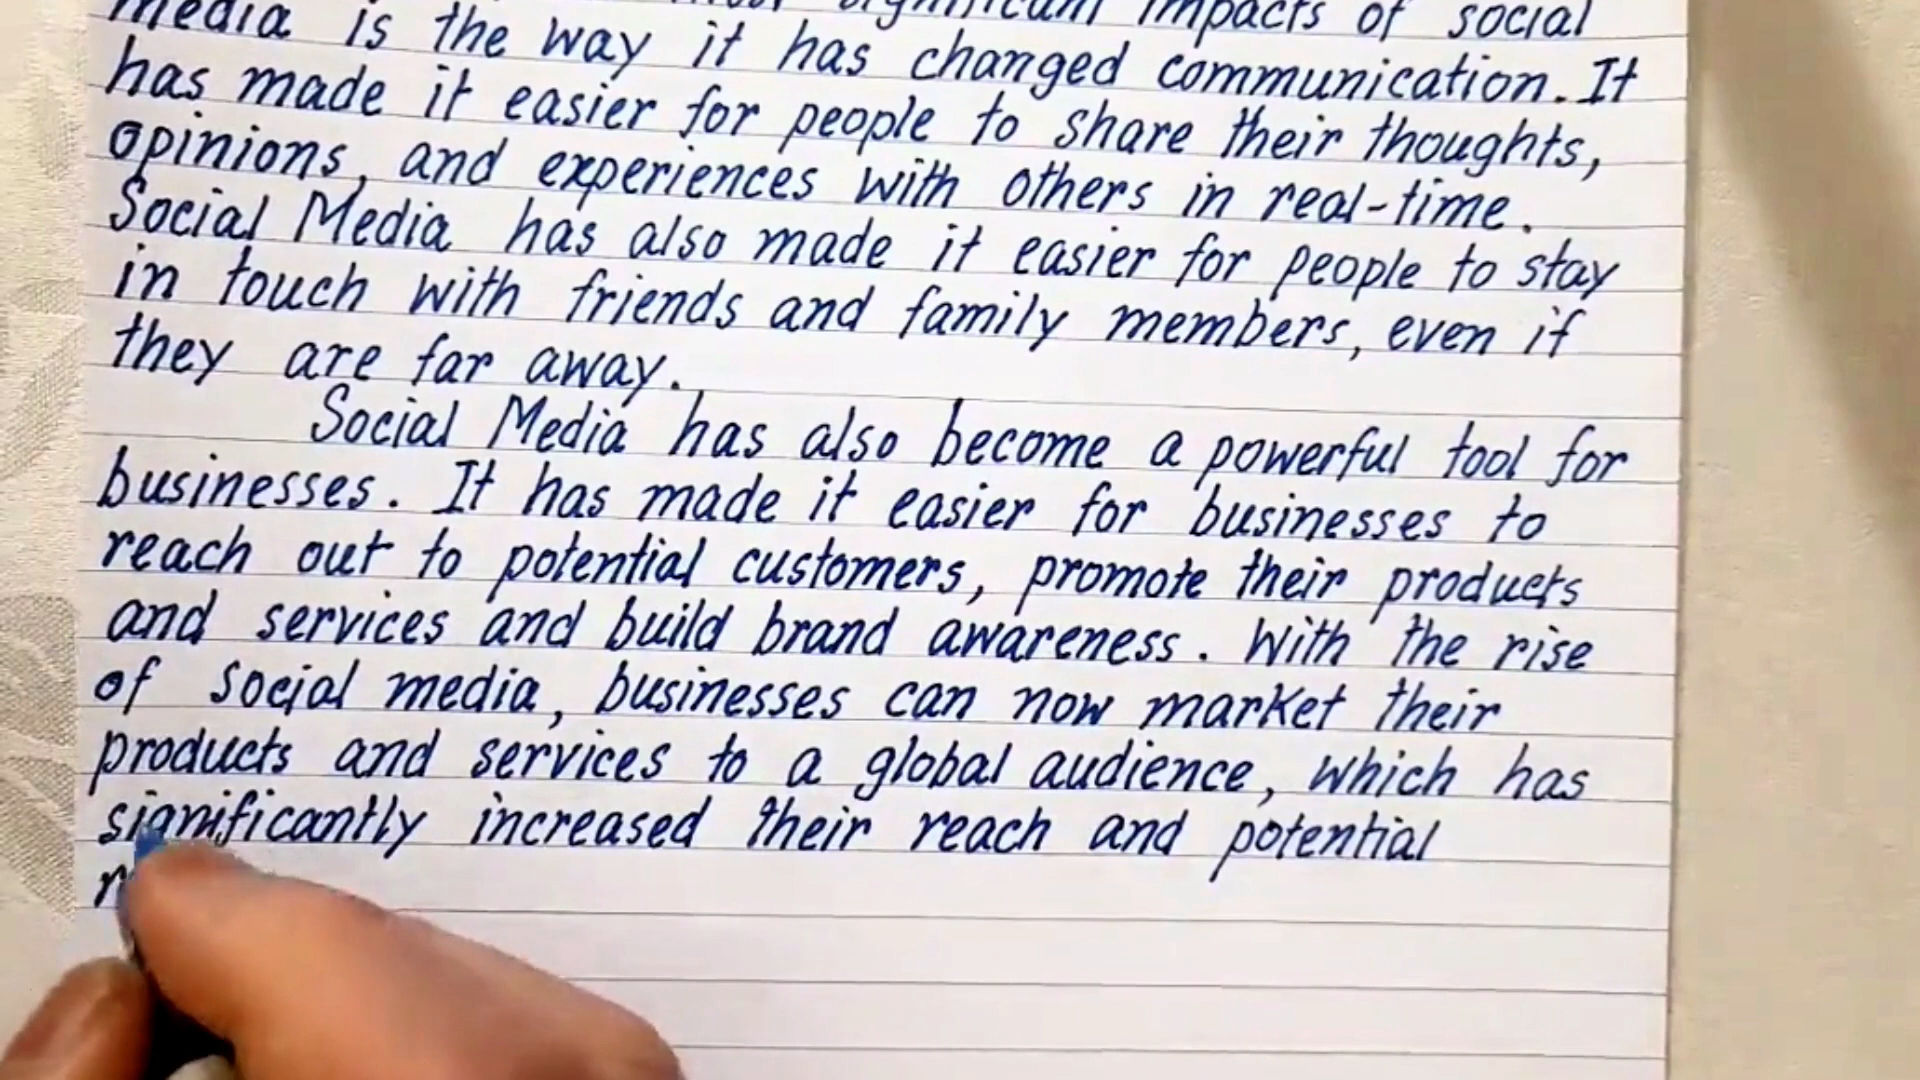 significant impacts of social
media is the way it has changed communication. It
has made it easier for people to share their thoughts,
opinions, and experiences with others in real-time.
Social Media has also made it easier for people to stay
in touch with friends and family members, even if
they are far away.
Social Media has also become a powerful tool for
businesses. It has made it easier for businesses to
reach out to potential customers, promote their products
and services and build brand awareness. With the rise
of social media, businesses can now market their
products and services to a global audience, which has
significantly increased their reach and potential